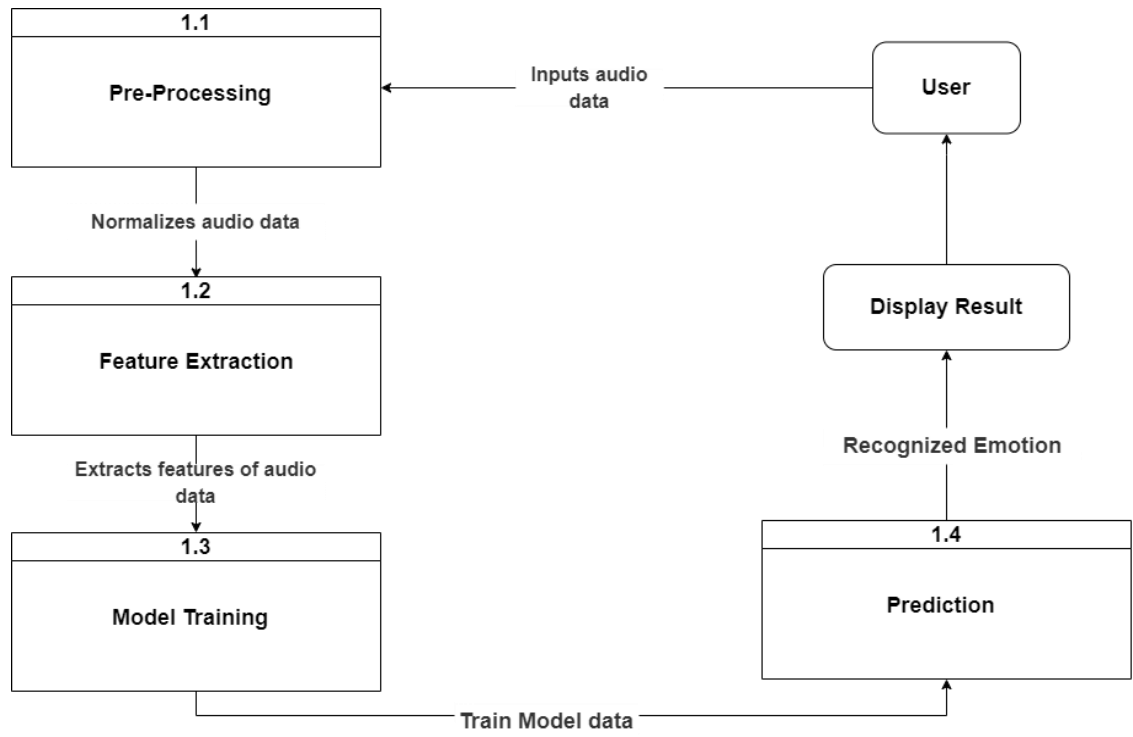 1.1
Pre-Processing
Inputs audio
data
User
Normalizes audio data
1.2
Feature Extraction
Display Result
Extracts features of audio
data
Recognized Emotion
1.3
Model Training
1.4
Prediction
Train Model data